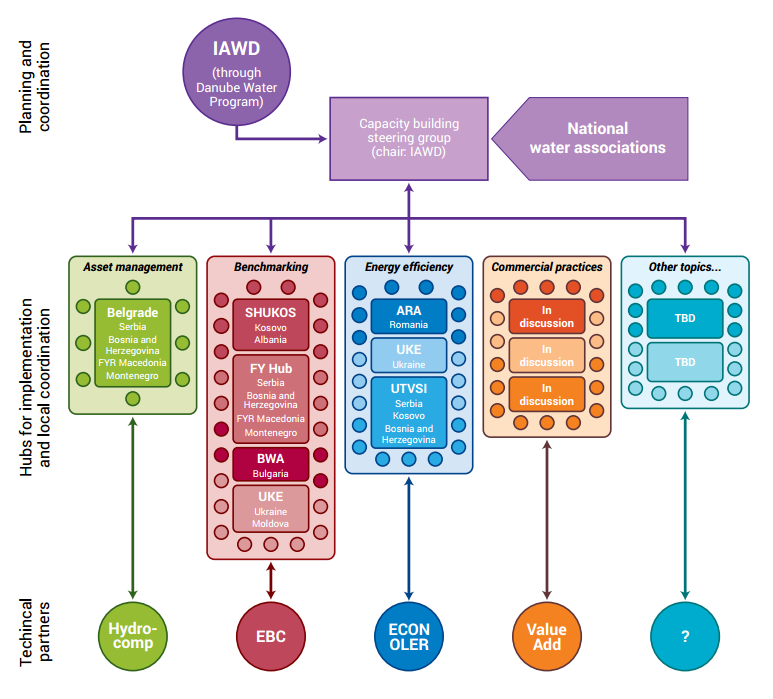 Planning and
coordination
IAWD
(through
Danube Water
Program)
Capacity building
steering group
(chair: IAWD)
National
water associations
Hubs for implementation
and local coordination
Asset management
Belgrade
Serbia
Bosnia and
Herzegovina
FYR Macedonia
Montenegro
Benchmarking
SHUKOS
Kosovo
Albania
FY Hub
Serbia
Bosnia and
Herzegovina
FYR Macedonia
Montenegro
BWA
Bulgaria
UKE
Ukraine
Moldova
Energy efficiency
ARA
Romania
UKE
Ukraine
UTVSI
Serbia
Kosovo
Bosnia and
Herzegovina
Commercial practices
In
discussion
In
discussion
In
discussion
Other topics...
TBD
TBD
Techincal
partners
Hydro-
comp
EBC
ECON
OLER
Value
Add
?